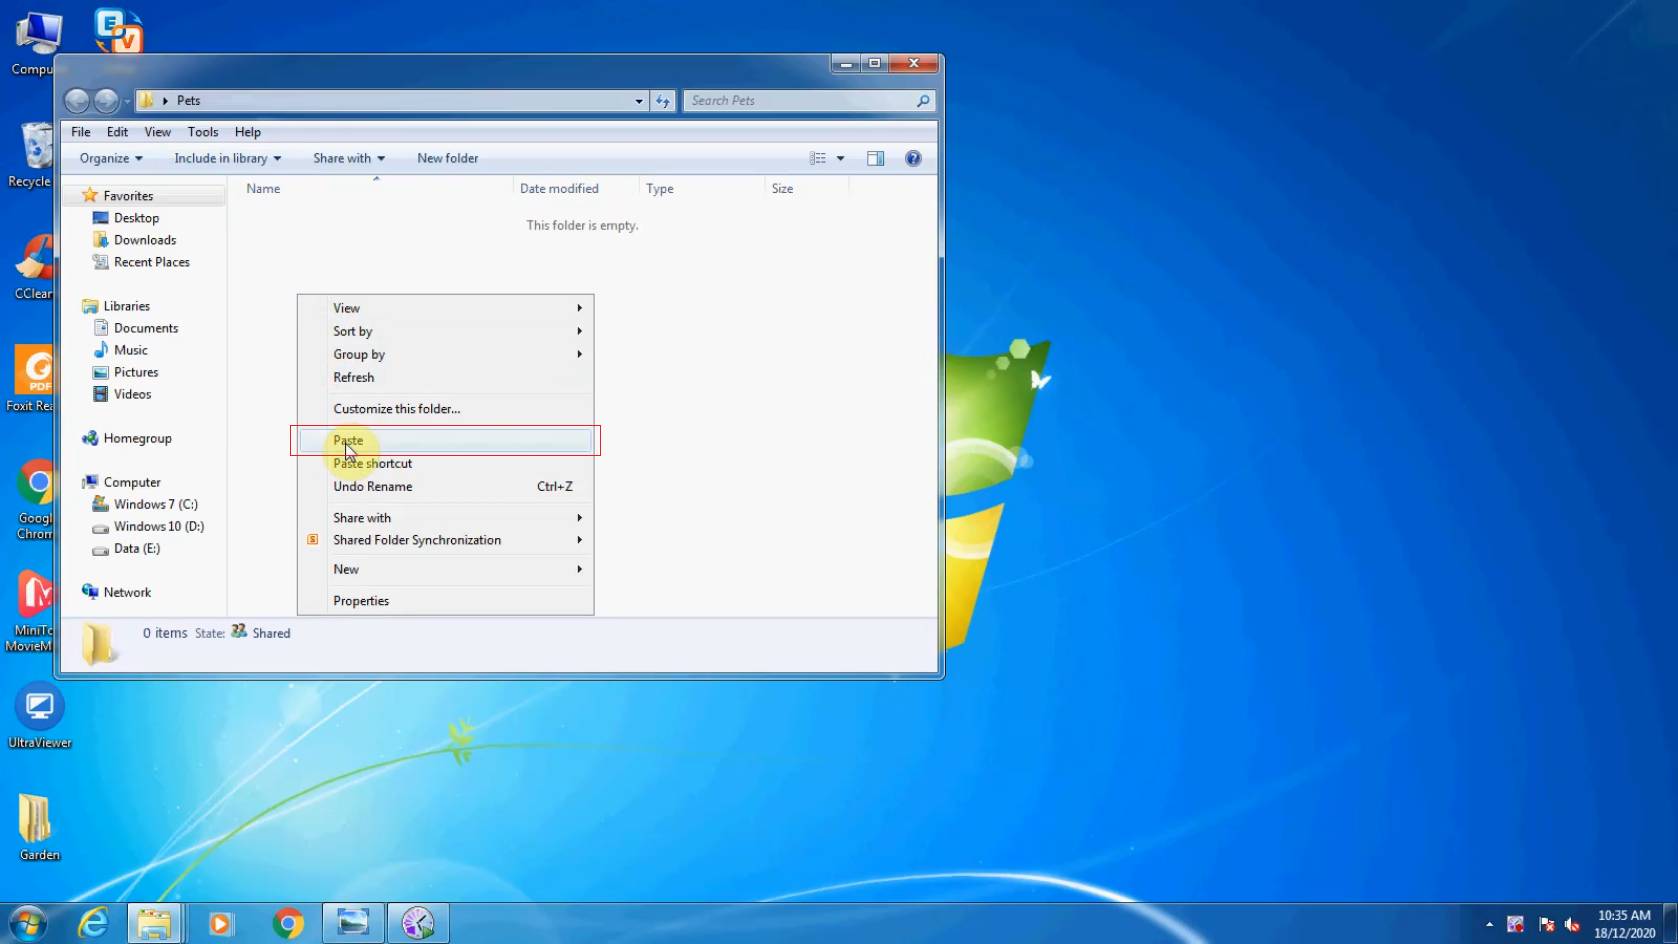 Compu
Pets
Search Pets
File Edit View Tools Help
Organize Include in library Share with New folder
Recycle
Favorites
Name Date modified Type Size
Desktop
This folder is empty.
Downloads
Recent Places
CClean
Libraries
Documents
Music
Pictures
Videos
Homegroup
Computer
Windows 7 (C:)
Windows 10 (D:)
Data (E:)
Network
View
Sort by
Group by
Refresh
Customize this folder...
Paste
Paste shortcut
Undo Rename Ctrl+Z
Share with
Shared Folder Synchronization
New
Properties
0 items State: Shared
PDF
Foxit Rea
Goog
Chron
MiniTo
MovieM
UltraViewer
Garden
10:35 AM
18/12/2020